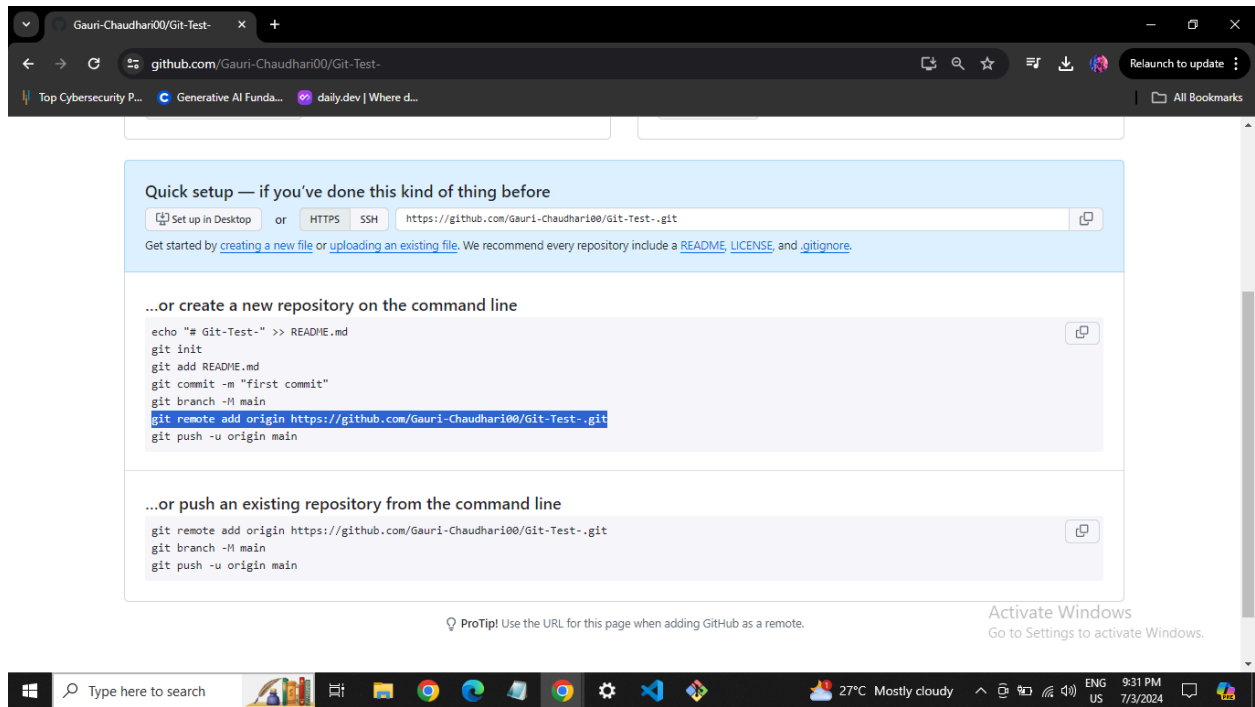 Gauri-Chaudhari00/Git-Test-
github.com/Gauri-Chaudhari00/Git-Test-
Relaunch to update
Top Cybersecurity P...
Generative AI Funda...
daily.dev | Where d...
All Bookmarks
Quick setup — if you've done this kind of thing before
Set up in Desktop or HTTPS SSH https://github.com/Gauri-Chaudhari00/Git-Test-.git
Get started by creating a new file or uploading an existing file. We recommend every repository include a README, LICENSE, and .gitignore.
...or create a new repository on the command line
echo "# Git-Test-" >> README.md
git init
git add README.md
git commit -m "first commit"
git branch -M main
git remote add origin https://github.com/Gauri-Chaudhari00/Git-Test-.git
git push -u origin main
...or push an existing repository from the command line
git remote add origin https://github.com/Gauri-Chaudhari00/Git-Test-.git
git branch -M main
git push -u origin main
ProTip! Use the URL for this page when adding GitHub as a remote.
Activate Windows
Go to Settings to activate Windows.
Type here to search
27°C Mostly cloudy
ENG
US
9:31 PM
7/3/2024